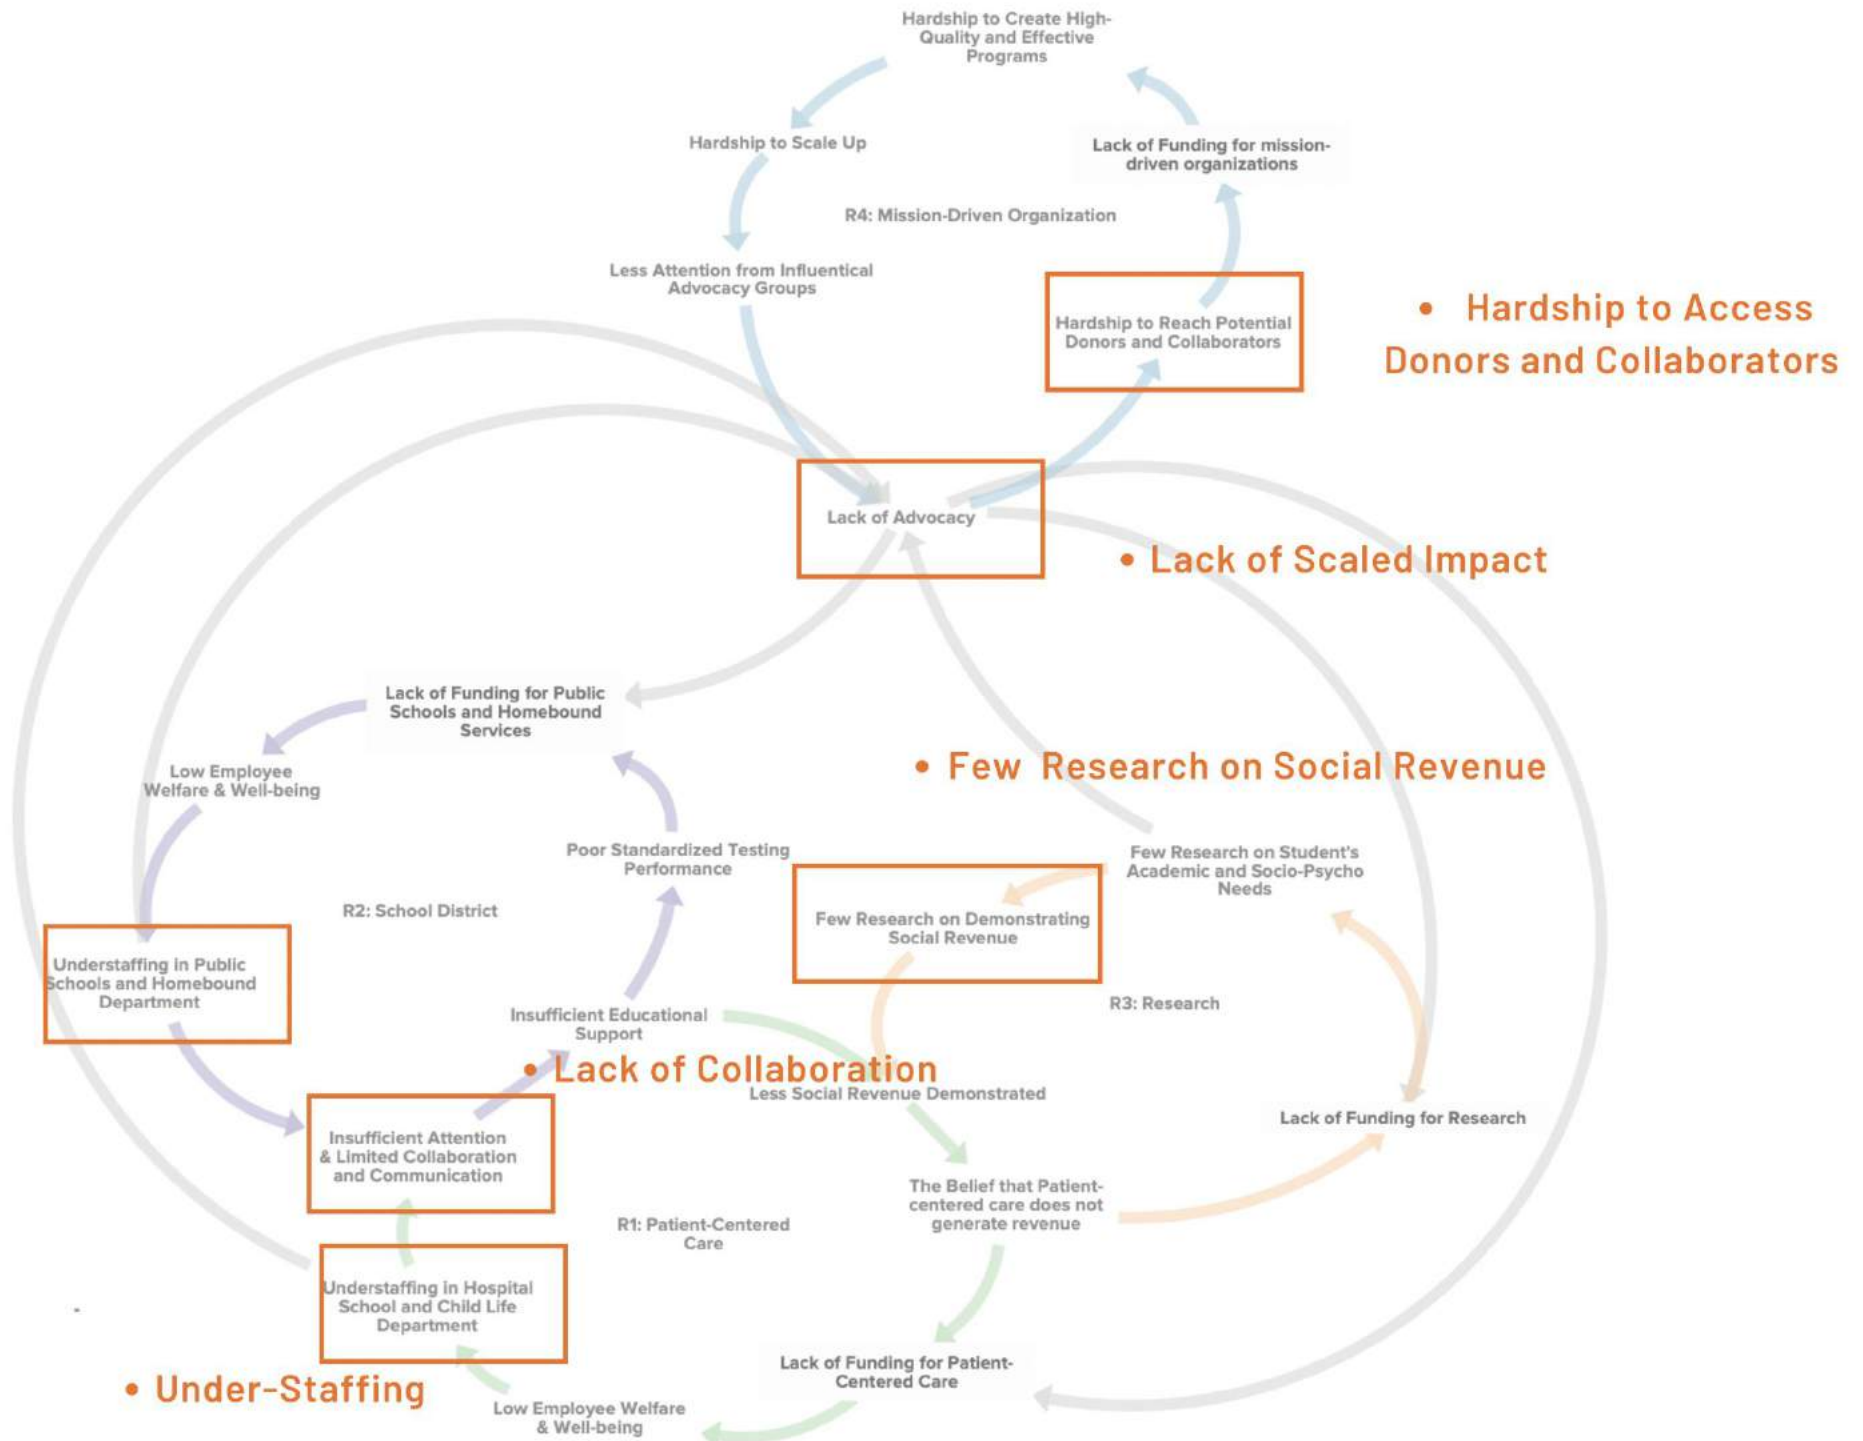 Hardship to Create High-
Quality and Effective
Programs
Hardship to Scale Up
Lack of Funding for mission-
driven organizations
R4: Mission-Driven Organization
Less Attention from Influentical
Advocacy Groups
Hardship to Reach Potential
Donors and Collaborators
• Hardship to Access
Donors and Collaborators
Lack of Advocacy
• Lack of Scaled Impact
Lack of Funding for Public
Schools and Homebound
Services
• Few Research on Social Revenue
Low Employee
Welfare & Well-being
Poor Standardized Testing
Performance
Few Research on Student's
Academic and Socio-Psycho
Needs
R2: School District
Few Research on Demonstrating
Social Revenue
Understaffing in Public
Schools and Homebound
Department
R3: Research
Insufficient Educational
Support
• Lack of Collaboration
Less Social Revenue Demonstrated
Lack of Funding for Research
Insufficient Attention
& Limited Collaboration
and Communication
The Belief that Patient-
centered care does not
generate revenue
R1: Patient-Centered
Care
Understaffing in Hospital
School and Child Life
Department
Lack of Funding for Patient-
Centered Care
• Under-Staffing
Low Employee Welfare
& Well-being